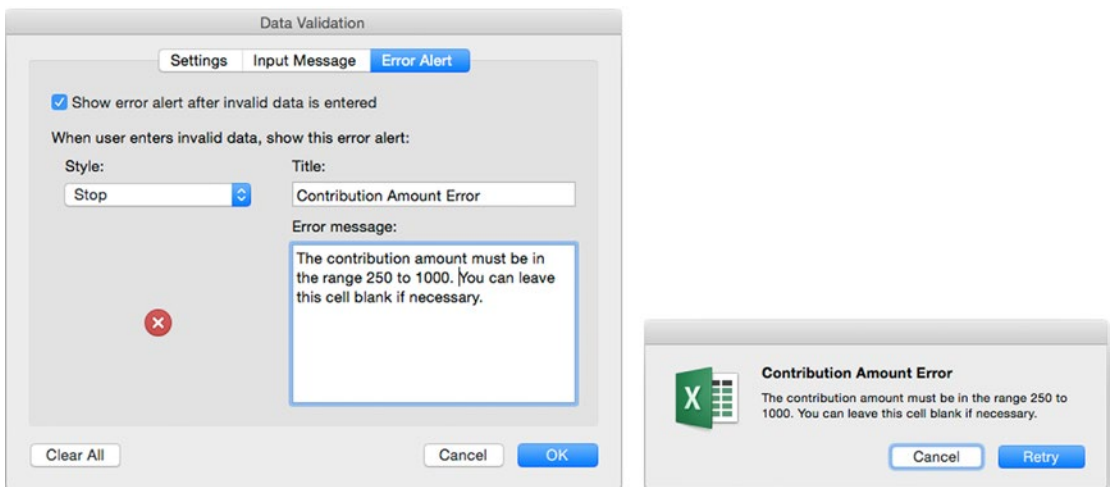 Data Validation
Settings Input Message Error Alert
Show error alert after invalid data is entered
When user enters invalid data, show this error alert:
Style: Title:
Stop Contribution Amount Error
Error message:
The contribution amount must be in
the range 250 to 1000. You can leave
this cell blank if necessary.
Clear All Cancel OK
X
Contribution Amount Error
The contribution amount must be in the range 250 to
1000. You can leave this cell blank if necessary.
Cancel Retry